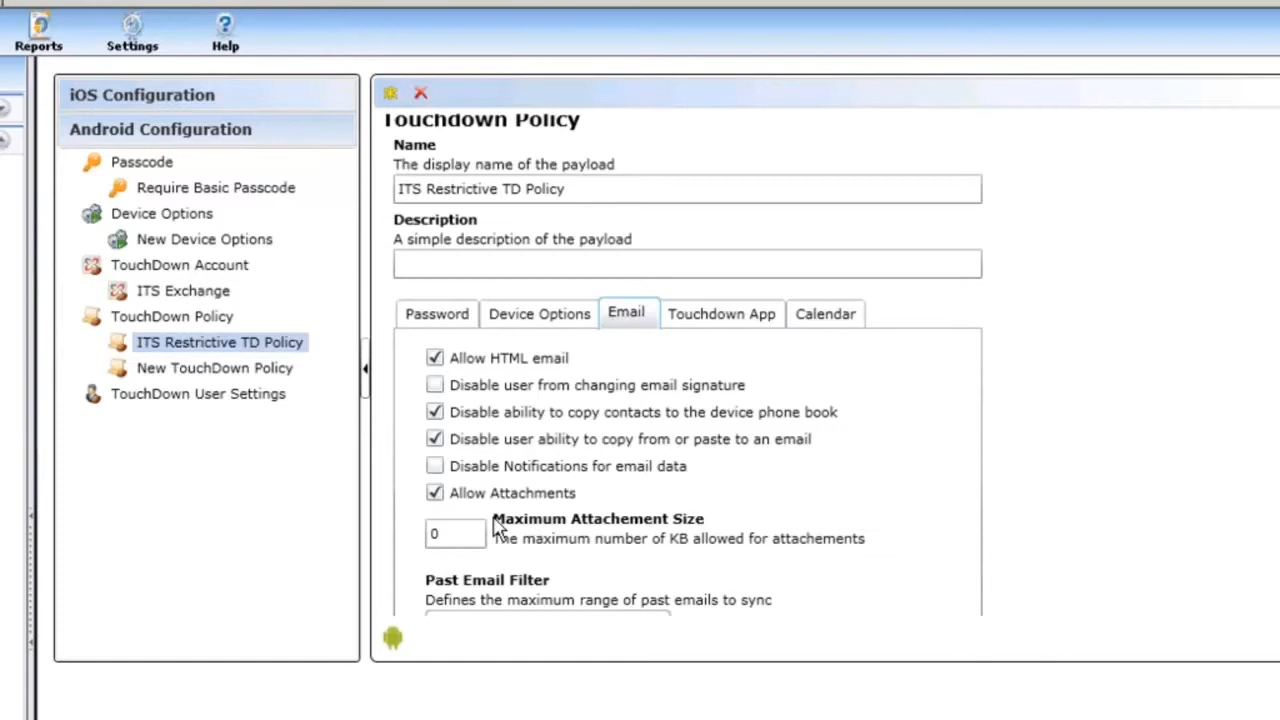 Reports Settings Help
iOS Configuration
Android Configuration
Passcode
Require Basic Passcode
Device Options
New Device Options
TouchDown Account
ITS Exchange
TouchDown Policy
ITS Restrictive TD Policy
New TouchDown Policy
TouchDown User Settings
Touchdown Policy
Name
The display name of the payload
ITS Restrictive TD Policy
Description
A simple description of the payload
Password Device Options Email Touchdown App Calendar
Allow HTML email
Disable user from changing email signature
Disable ability to copy contacts to the device phone book
Disable user ability to copy from or paste to an email
Disable Notifications for email data
Allow Attachments
Maximum Attachement Size
0
The maximum number of KB allowed for attachements
Past Email Filter
Defines the maximum range of past emails to sync